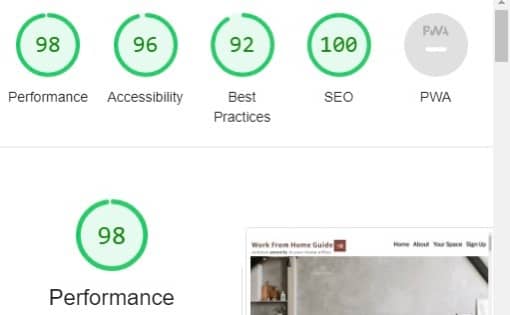 98 96 92 100 PWA
Performance Accessibility Best Practices SEO PWA
98
Performance
Work From Home Guide
Home About Your Space Sign Up